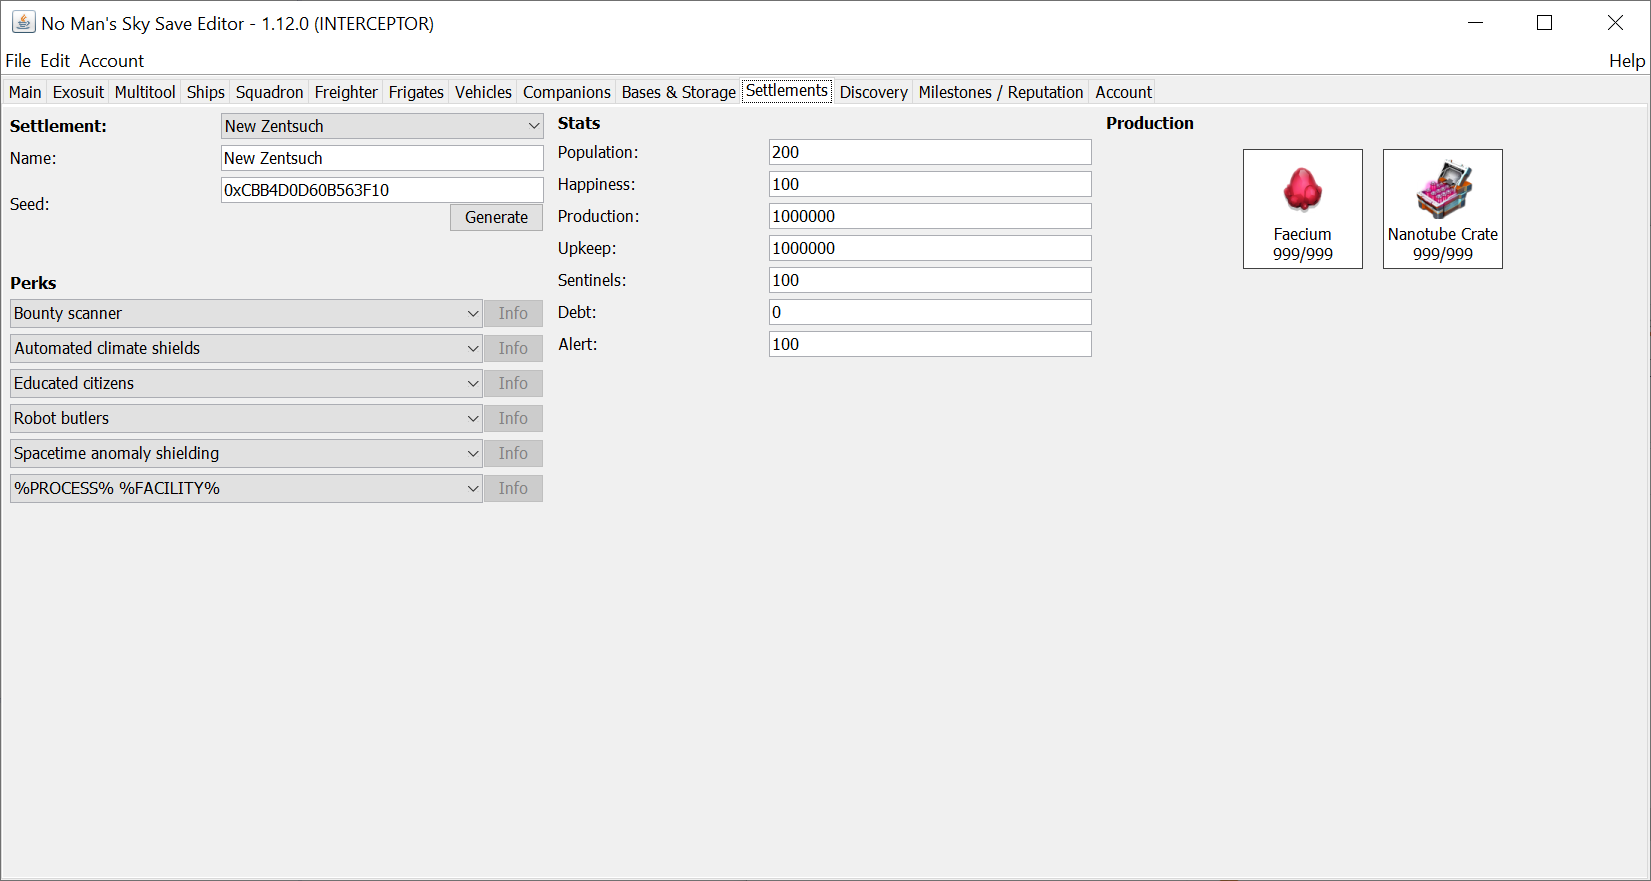 No Man's Sky Save Editor - 1.12.0 (INTERCEPTOR)
File Edit Account Help
Main Exosuit Multitool Ships Squadron Freighter Frigates Vehicles Companions Bases & Storage Settlements Discovery Milestones / Reputation Account
Settlement: New Zentsuch
Name: New Zentsuch
Seed: 0xCBB4D0D60B563F10
Generate
Perks
Bounty scanner Info
Automated climate shields Info
Educated citizens Info
Robot butlers Info
Spacetime anomaly shielding Info
%PROCESS% %FACILITY% Info
Stats
Population: 200
Happiness: 100
Production: 1000000
Upkeep: 1000000
Sentinels: 100
Debt: 0
Alert: 100
Production
Faecium
999/999
Nanotube Crate
999/999